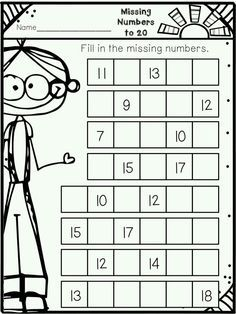 Missing
Numbers
to 20
Name
Fill in the missing numbers.
11 13
9 12
7 10
15 17
10 12
15 17
12 14
13 18